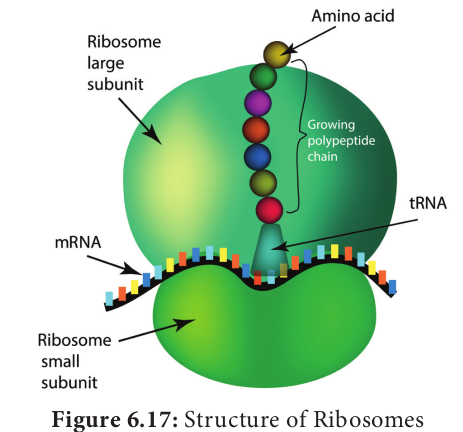 Amino acid
Ribosome
large
subunit
Growing
polypeptide
chain
tRNA
mRNA
Ribosome
small
subunit
Figure 6.17: Structure of Ribosomes